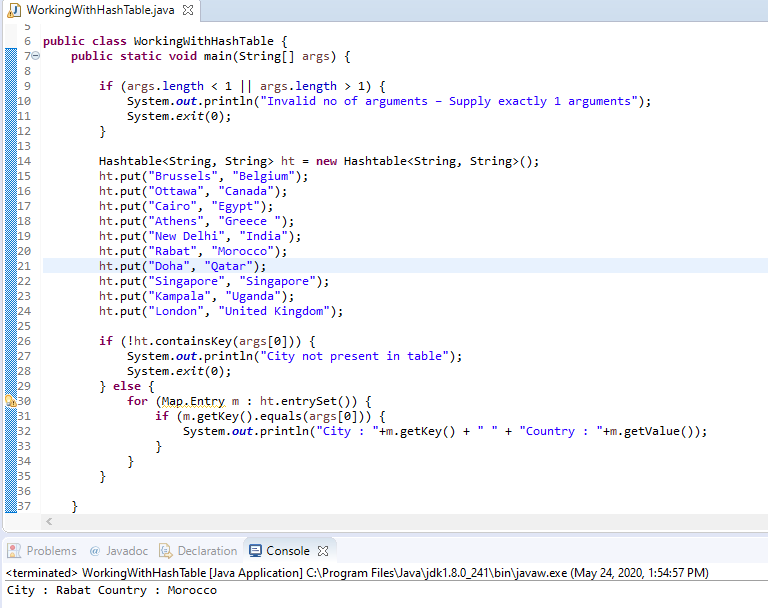 WorkingWithHashTable.java
5
6 public class WorkingWithHashTable {
7 public static void main(String[] args) {
8
9 if (args.length < 1 || args.length > 1) {
10 System.out.println("Invalid no of arguments – Supply exactly 1 arguments");
11 System.exit(0);
12 }
13
14 Hashtable<String, String> ht = new Hashtable<String, String>();
15 ht.put("Brussels", "Belgium");
16 ht.put("Ottawa", "Canada");
17 ht.put("Cairo", "Egypt");
18 ht.put("Athens", "Greece ");
19 ht.put("New Delhi", "India");
20 ht.put("Rabat", "Morocco");
21 ht.put("Doha", "Qatar");
22 ht.put("Singapore", "Singapore");
23 ht.put("Kampala", "Uganda");
24 ht.put("London", "United Kingdom");
25
26 if (!ht.containsKey(args[0])) {
27 System.out.println("City not present in table");
28 System.exit(0);
29 } else {
30 for (Map.Entry m : ht.entrySet()) {
31 if (m.getKey().equals(args[0])) {
32 System.out.println("City : "+m.getKey() + " " + "Country : "+m.getValue());
33 }
34 }
35 }
36
37 }
Problems @ Javadoc Declaration Console
<terminated> WorkingWithHashTable [Java Application] C:\Program Files\Java\jdk1.8.0_241\bin\javaw.exe (May 24, 2020, 1:54:57 PM)
City : Rabat Country : Morocco